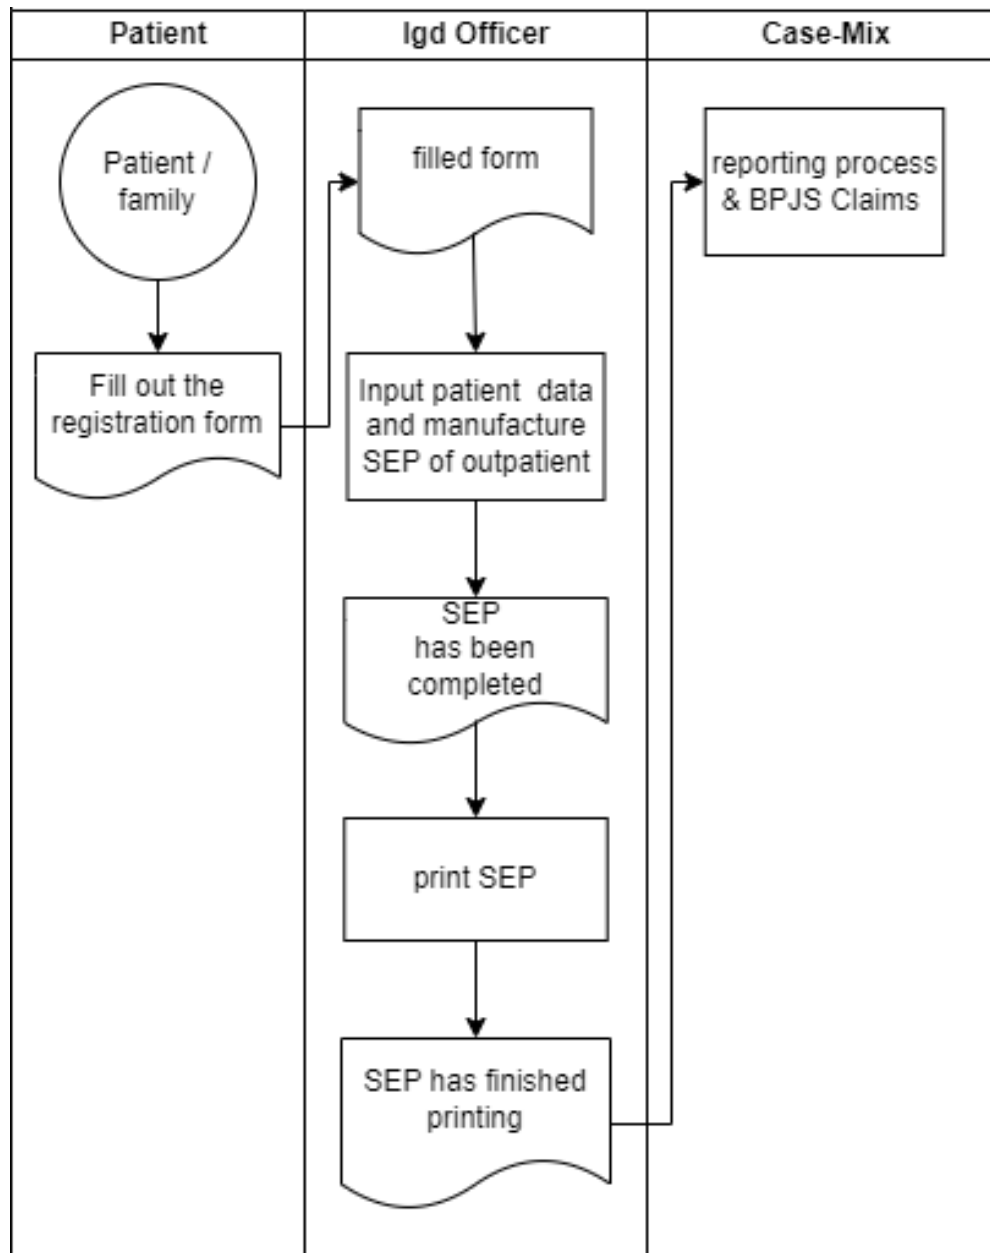 Patient
Igd Officer
Case-Mix
Patient /
family
Fill out the
registration form
filled form
Input patient  data
and manufacture
SEP of outpatient
SEP
has been
completed
print SEP
SEP has finished
printing
reporting process
& BPJS Claims